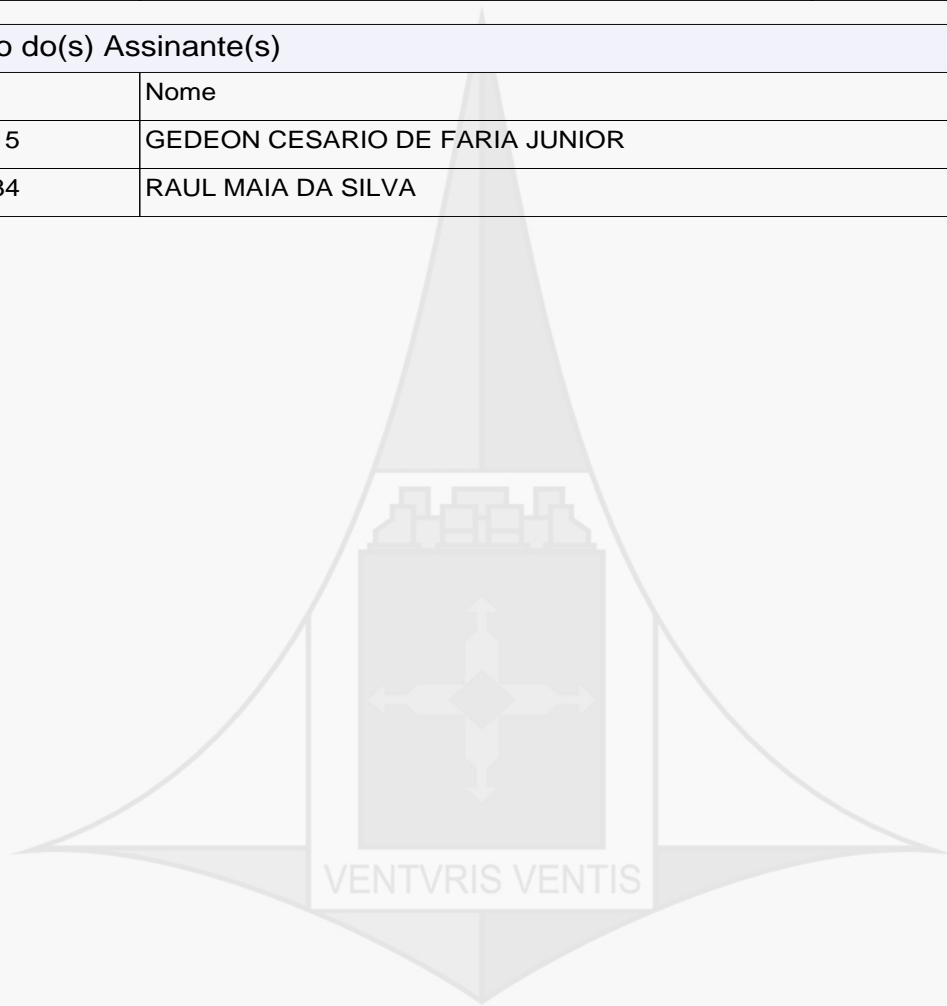 o do(s) Assinante(s)
Nome
5 GEDEON CESARIO DE FARIA JUNIOR
34 RAUL MAIA DA SILVA
VENTVRIS VENTIS